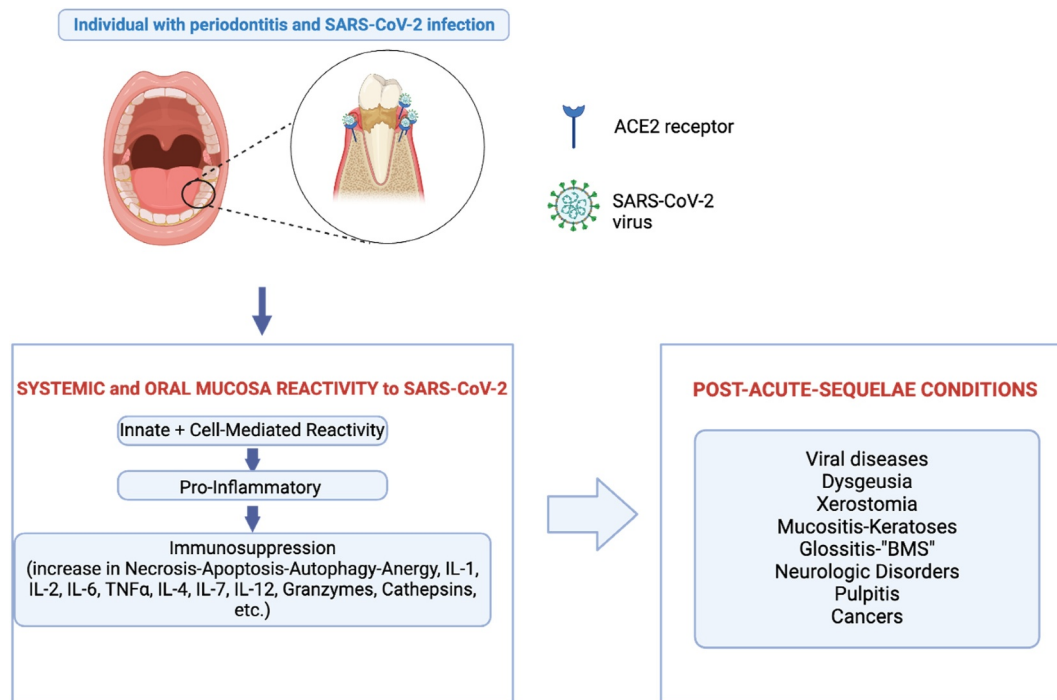 Individual with periodontitis and SARS-CoV-2 infection
ACE2 receptor
SARS-CoV-2
virus
SYSTEMIC and ORAL MUCOSA REACTIVITY to SARS-CoV-2
Innate + Cell-Mediated Reactivity
Pro-Inflammatory
Immunosuppression
(increase in Necrosis-Apoptosis-Autophagy-Anergy, IL-1,
IL-2, IL-6, TNFα, IL-4, IL-7, IL-12, Granzymes, Cathepsins,
etc.)
POST-ACUTE-SEQUELAE CONDITIONS
Viral diseases
Dysgeusia
Xerostomia
Mucositis-Keratoses
Glossitis-"BMS"
Neurologic Disorders
Pulpitis
Cancers